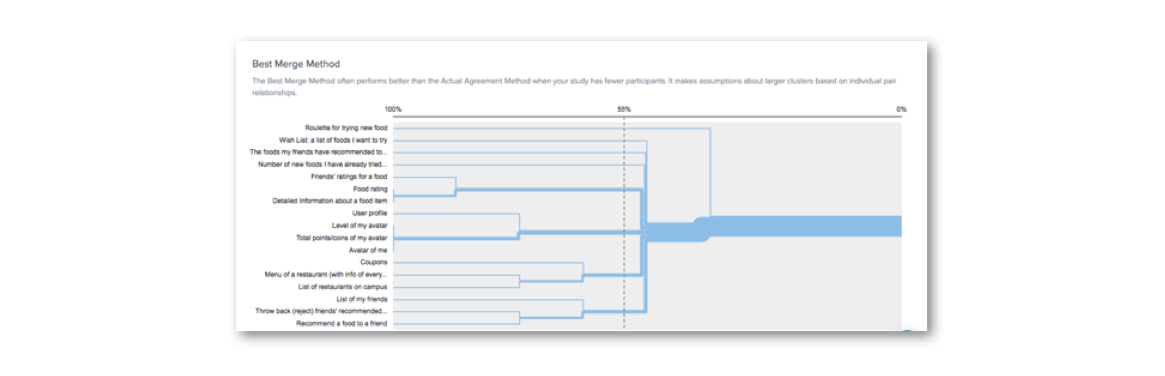 Best Merge Method
The Best Merge Method often performs better than the Actual Agreement Method when your study has fewer participants. It makes assumptions about larger clusters based on individual pair
relationships.
100% 55% 0%
Roulette for trying new food
Wish List: a list of foods I want to try
The foods my friends have recommended to...
Number of new foods I have already tried...
Friends' ratings for a food
Food rating
Detailed Information about a food item
User profile
Level of my avatar
Total points/coins of my avatar
Avatar of me
Coupons
Menu of a restaurant (with info of every...
List of restaurants on campus
List of my friends
Throw back (reject) friends' recommended...
Recommend a food to a friend